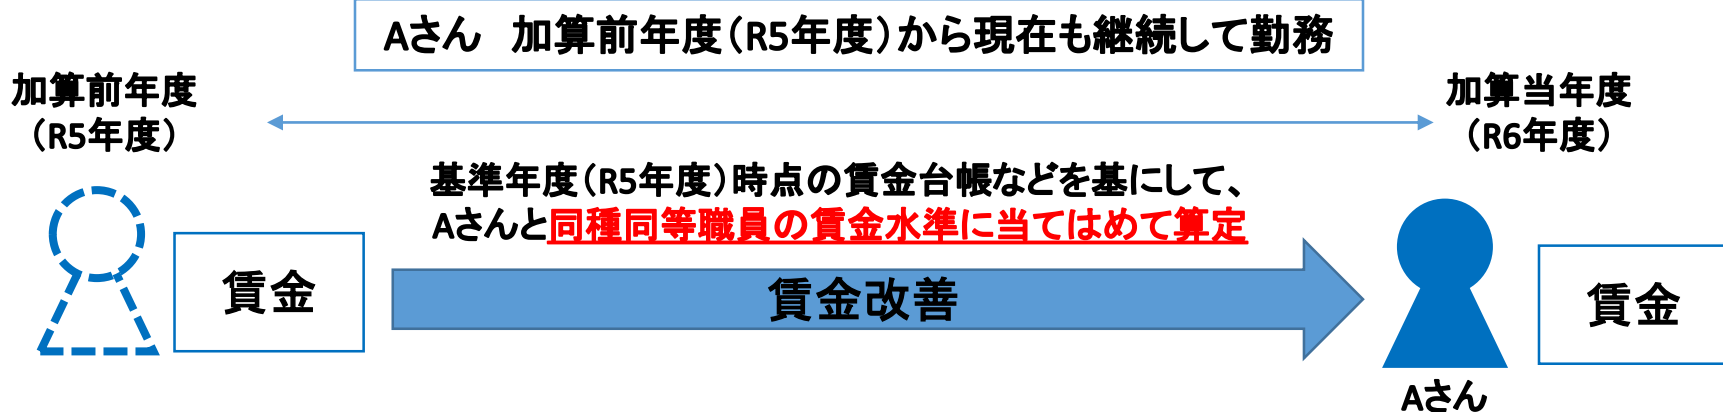 Aさん　加算前年度（R5年度）から現在も継続して勤務
加算前年度
（R5年度）
加算当年度
（R6年度）
基準年度（R5年度）時点の賃金台帳などを基にして、
Aさんと同種同等職員の賃金水準に当てはめて算定
賃金
賃金改善
賃金
Aさん